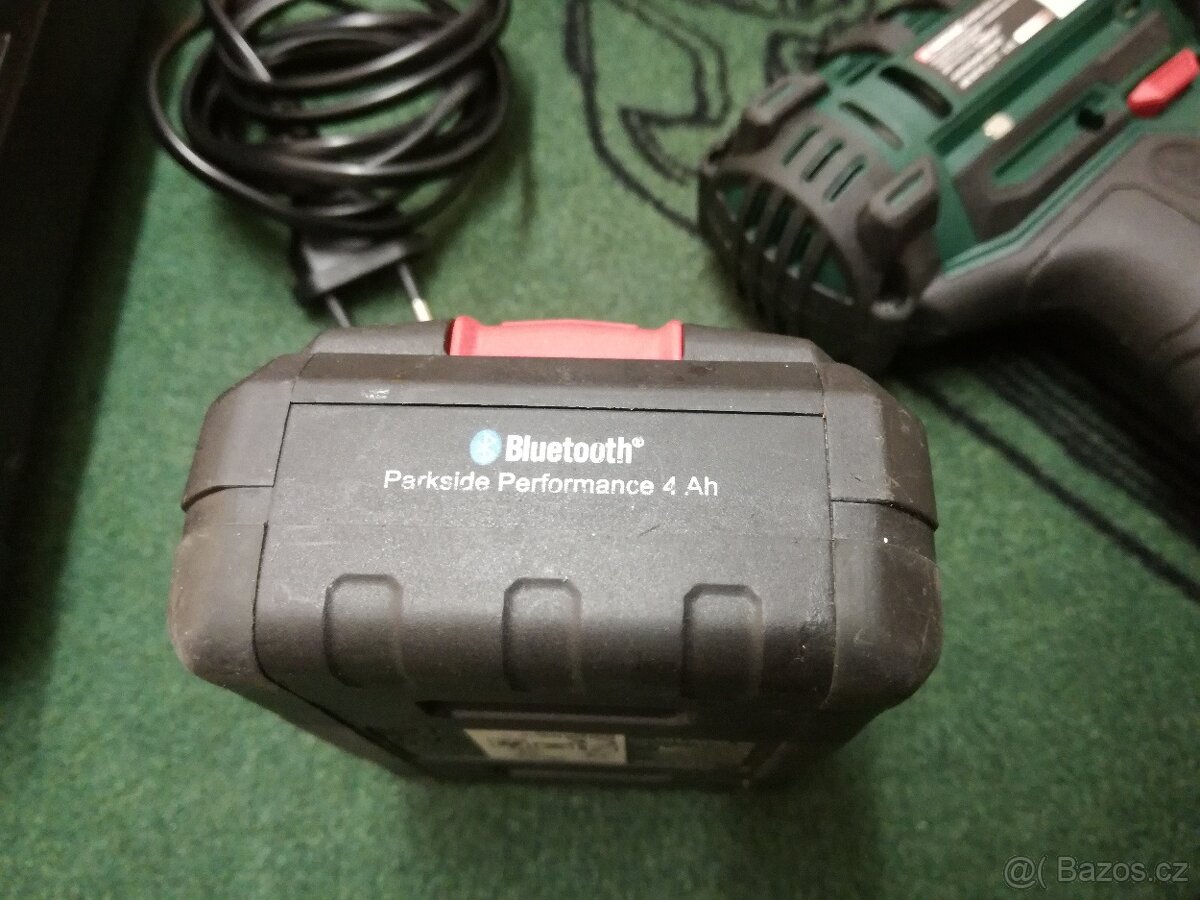 Bluetooth®
Parkside Performance 4 Ah
@( Bazos.cz